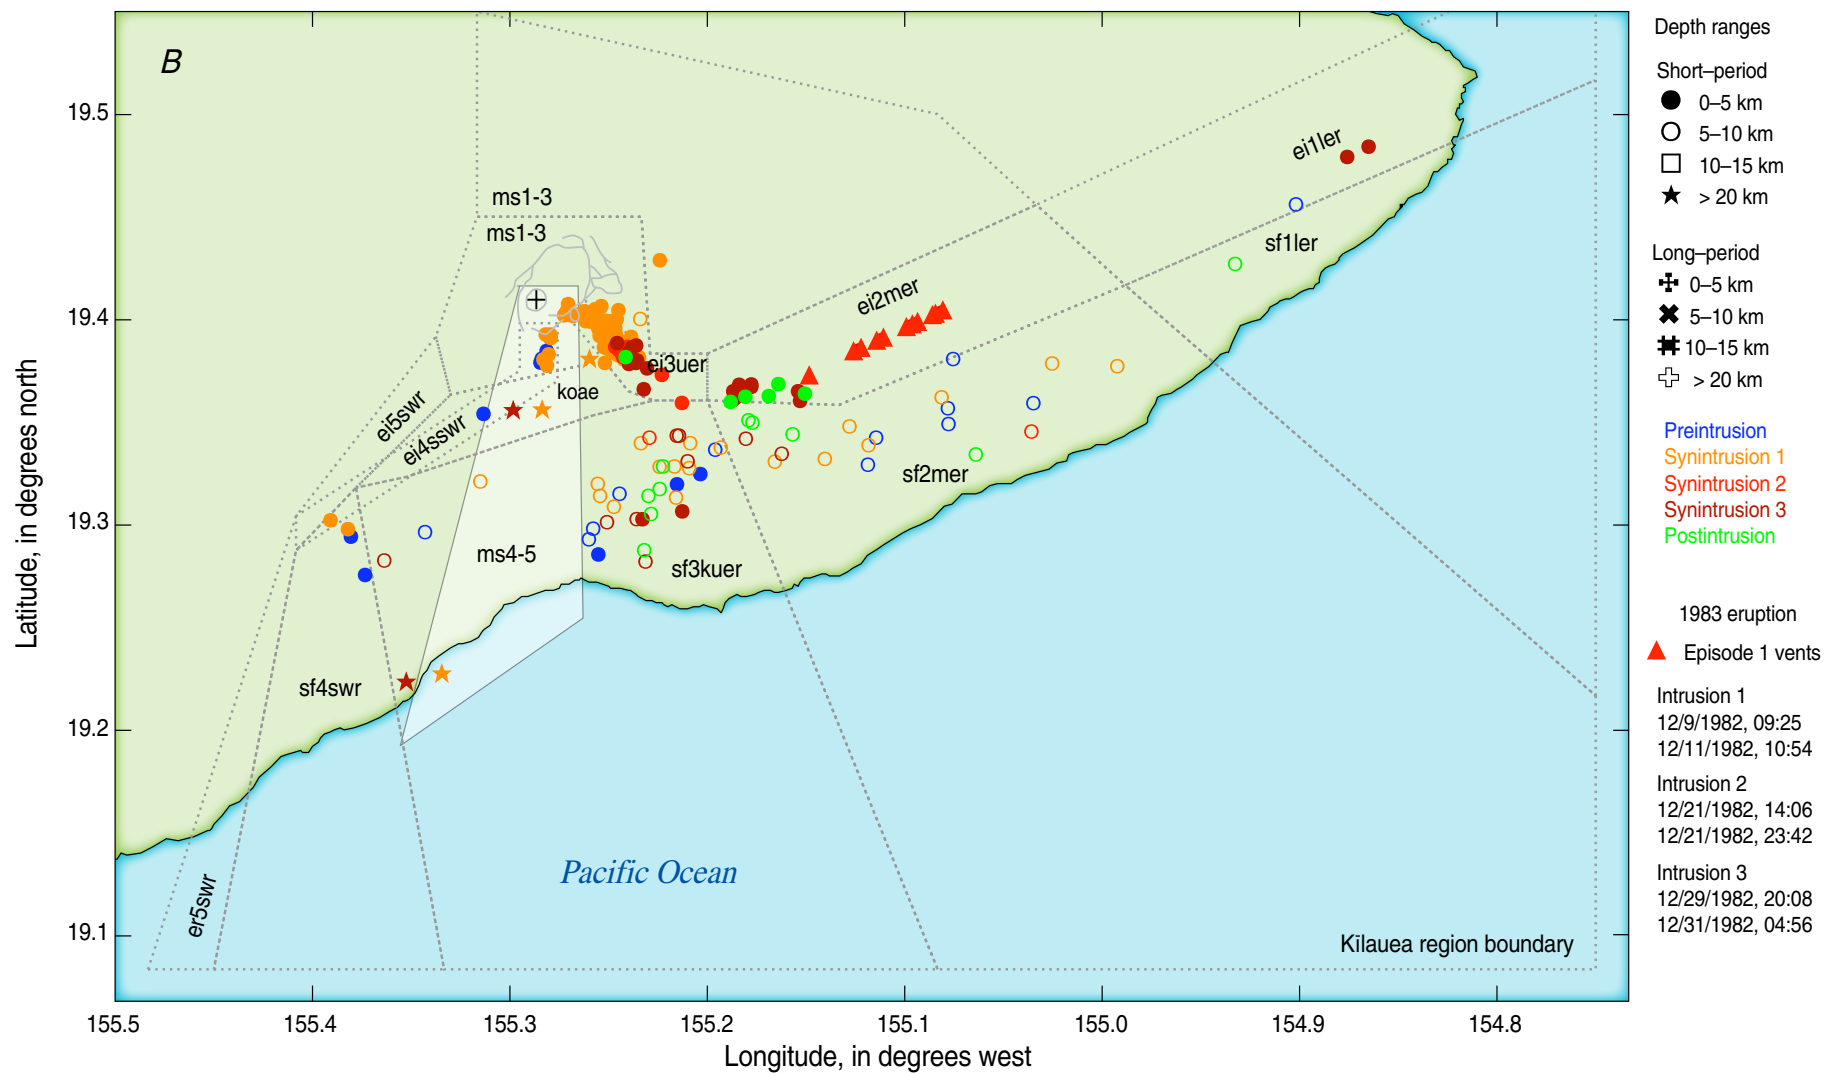 B
Depth ranges
Short–period
0–5 km
5–10 km
10–15 km
> 20 km
Long–period
0–5 km
5–10 km
10–15 km
> 20 km
Preintrusion
Synintrusion 1
Synintrusion 2
Synintrusion 3
Postintrusion
1983 eruption
Episode 1 vents
Intrusion 1
12/9/1982, 09:25
12/11/1982, 10:54
Intrusion 2
12/21/1982, 14:06
12/21/1982, 23:42
Intrusion 3
12/29/1982, 20:08
12/31/1982, 04:56
ms1-3
ms1-3
ei1ler
sf1ler
ei2mer
ei3uer
koae
ei5swr
ei4sswr
sf2mer
ms4-5
sf3kuer
sf4swr
er5swr
Pacific Ocean
Kīlauea region boundary
19.5
19.4
19.3
19.2
19.1
Latitude, in degrees north
155.5
155.4
155.3
155.2
155.1
155.0
154.9
154.8
Longitude, in degrees west